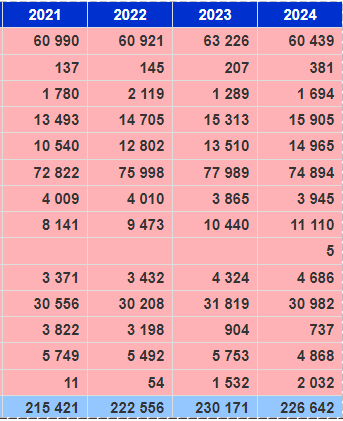 2021 2022 2023 2024
60 990 60 921 63 226 60 439
137 145 207 381
1 780 2 119 1 289 1 694
13 493 14 705 15 313 15 905
10 540 12 802 13 510 14 965
72 822 75 998 77 989 74 894
4 009 4 010 3 865 3 945
8 141 9 473 10 440 11 110
5
3 371 3 432 4 324 4 686
30 556 30 208 31 819 30 982
3 822 3 198 904 737
5 749 5 492 5 753 4 868
11 54 1 532 2 032
215 421 222 556 230 171 226 642